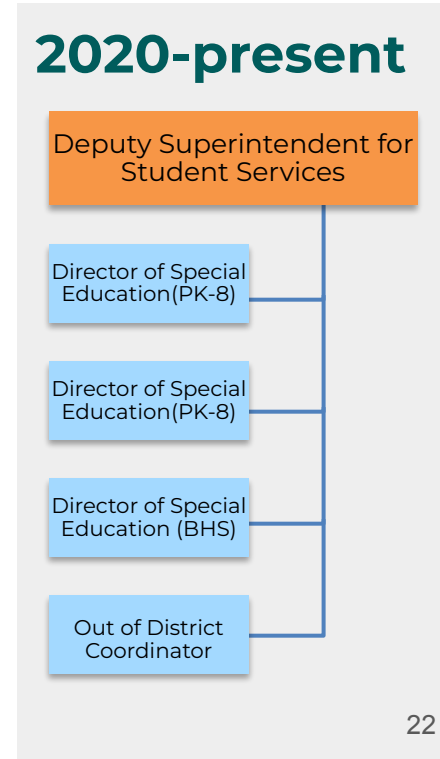 2020-present
Deputy Superintendent for
Student Services
Director of Special
Education(PK-8)
Director of Special
Education(PK-8)
Director of Special
Education (BHS)
Out of District
Coordinator
22